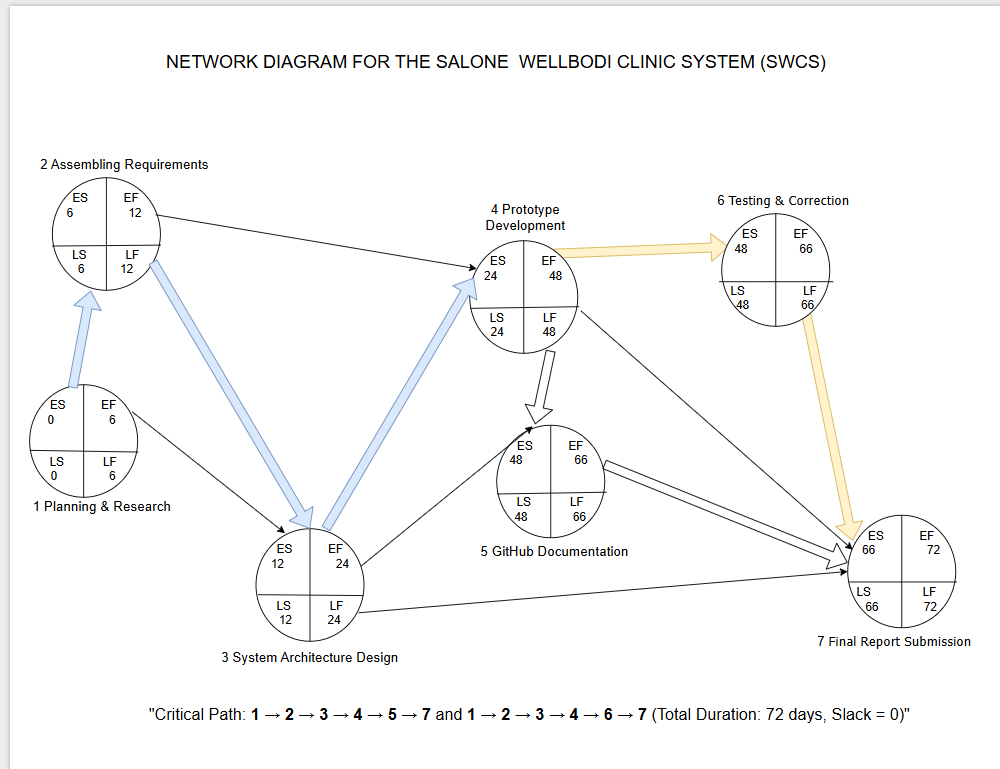 NETWORK DIAGRAM FOR THE SALONE  WELLBODI CLINIC SYSTEM (SWCS)
2 Assembling Requirements
ES EF
6 12
LS LF
6 12
4 Prototype
Development
ES EF
24 48
LS LF
24 48
6 Testing & Correction
ES EF
48 66
LS LF
48 66
ES EF
0 6
LS LF
0 6
1 Planning & Research
ES EF
48 66
LS LF
48 66
5 GitHub Documentation
ES EF
12 24
LS LF
12 24
3 System Architecture Design
ES EF
66 72
LS LF
66 72
7 Final Report Submission
"Critical Path: 1 → 2 → 3 → 4 → 5 → 7 and 1 → 2 → 3 → 4 → 6 → 7 (Total Duration: 72 days, Slack = 0)"